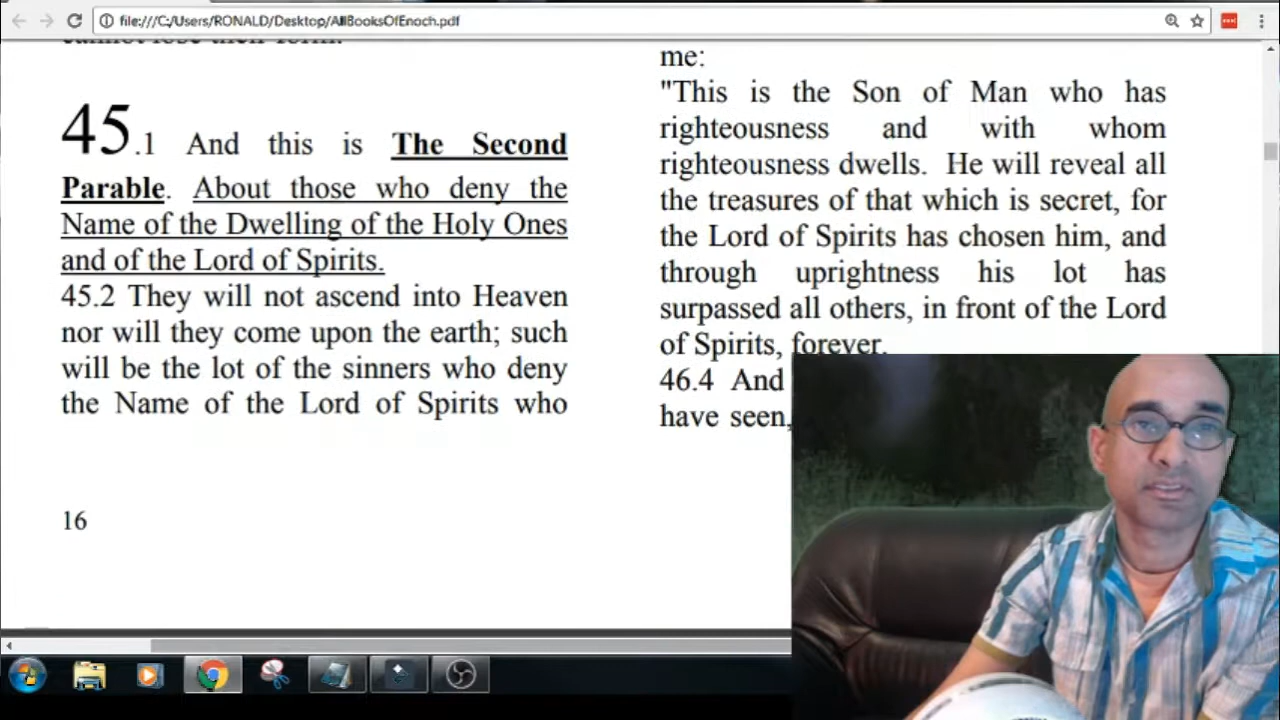 file:///C:/Users/RONALD/Desktop/AllBooksOfEnoch.pdf
cannot lose their form.
45.1 And this is The Second
Parable. About those who deny the
Name of the Dwelling of the Holy Ones
and of the Lord of Spirits.
45.2 They will not ascend into Heaven
nor will they come upon the earth; such
will be the lot of the sinners who deny
the Name of the Lord of Spirits who
16
me:
"This is the Son of Man who has
righteousness and with whom
righteousness dwells. He will reveal all
the treasures of that which is secret, for
the Lord of Spirits has chosen him, and
through uprightness his lot has
surpassed all others, in front of the Lord
of Spirits, forever.
46.4 And
have seen,